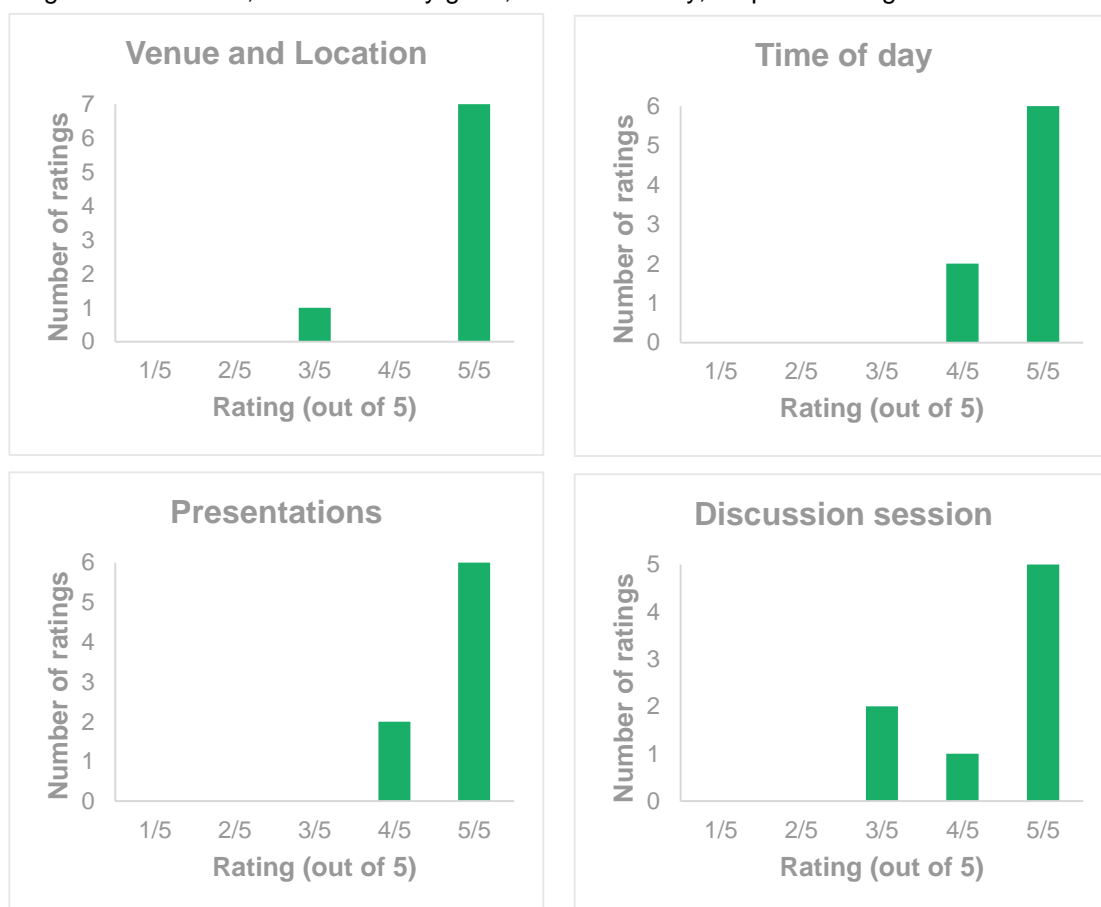 Venue and Location
Number of ratings
7
6
5
4
3
2
1
0
1/5 2/5 3/5 4/5 5/5
Rating (out of 5)
Time of day
Number of ratings
6
5
4
3
2
1
0
1/5 2/5 3/5 4/5 5/5
Rating (out of 5)
Presentations
Number of ratings
6
5
4
3
2
1
0
1/5 2/5 3/5 4/5 5/5
Rating (out of 5)
Discussion session
Number of ratings
5
4
3
2
1
0
1/5 2/5 3/5 4/5 5/5
Rating (out of 5)